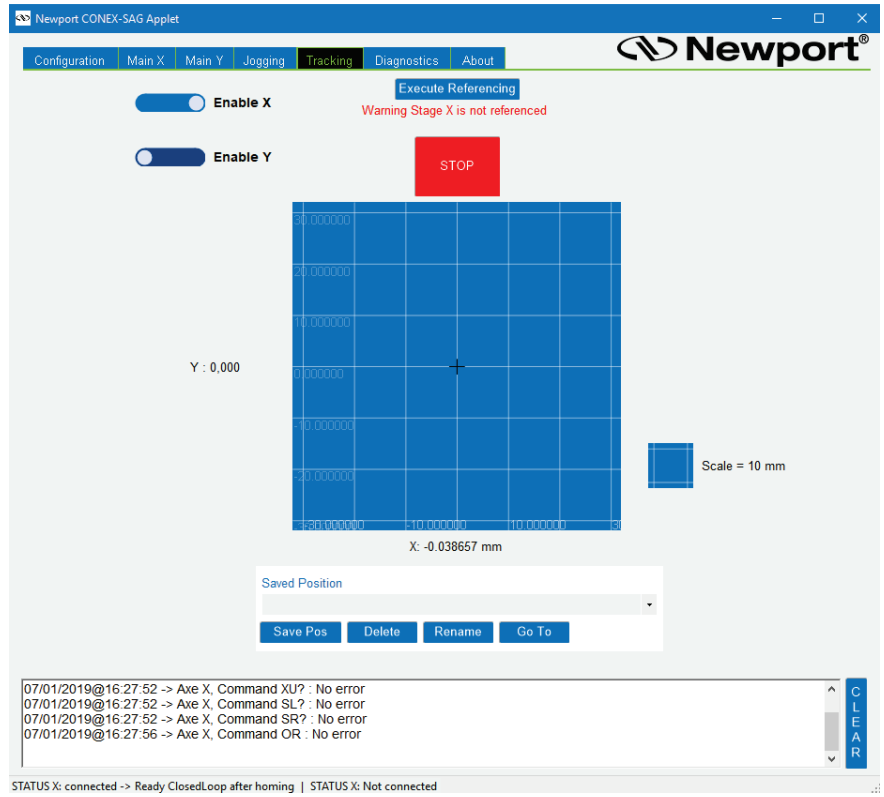 Newport CONEX-SAG Applet
Newport®
Configuration Main X Main Y Jogging Tracking Diagnostics About
Enable X
Execute Referencing
Warning Stage X is not referenced
Enable Y
STOP
30.000000
20.000000
10.000000
Y : 0,000
0.000000
-10.000000
-20.000000
Scale = 10 mm
-30.000000 -10.000000 10.000000
X: -0.038657 mm
Saved Position
Save Pos Delete Rename Go To
07/01/2019@16:27:52 -> Axe X, Command XU? : No error
07/01/2019@16:27:52 -> Axe X, Command SL? : No error
07/01/2019@16:27:52 -> Axe X, Command SR? : No error
07/01/2019@16:27:56 -> Axe X, Command OR : No error
CLEAR
STATUS X: connected -> Ready ClosedLoop after homing | STATUS X: Not connected